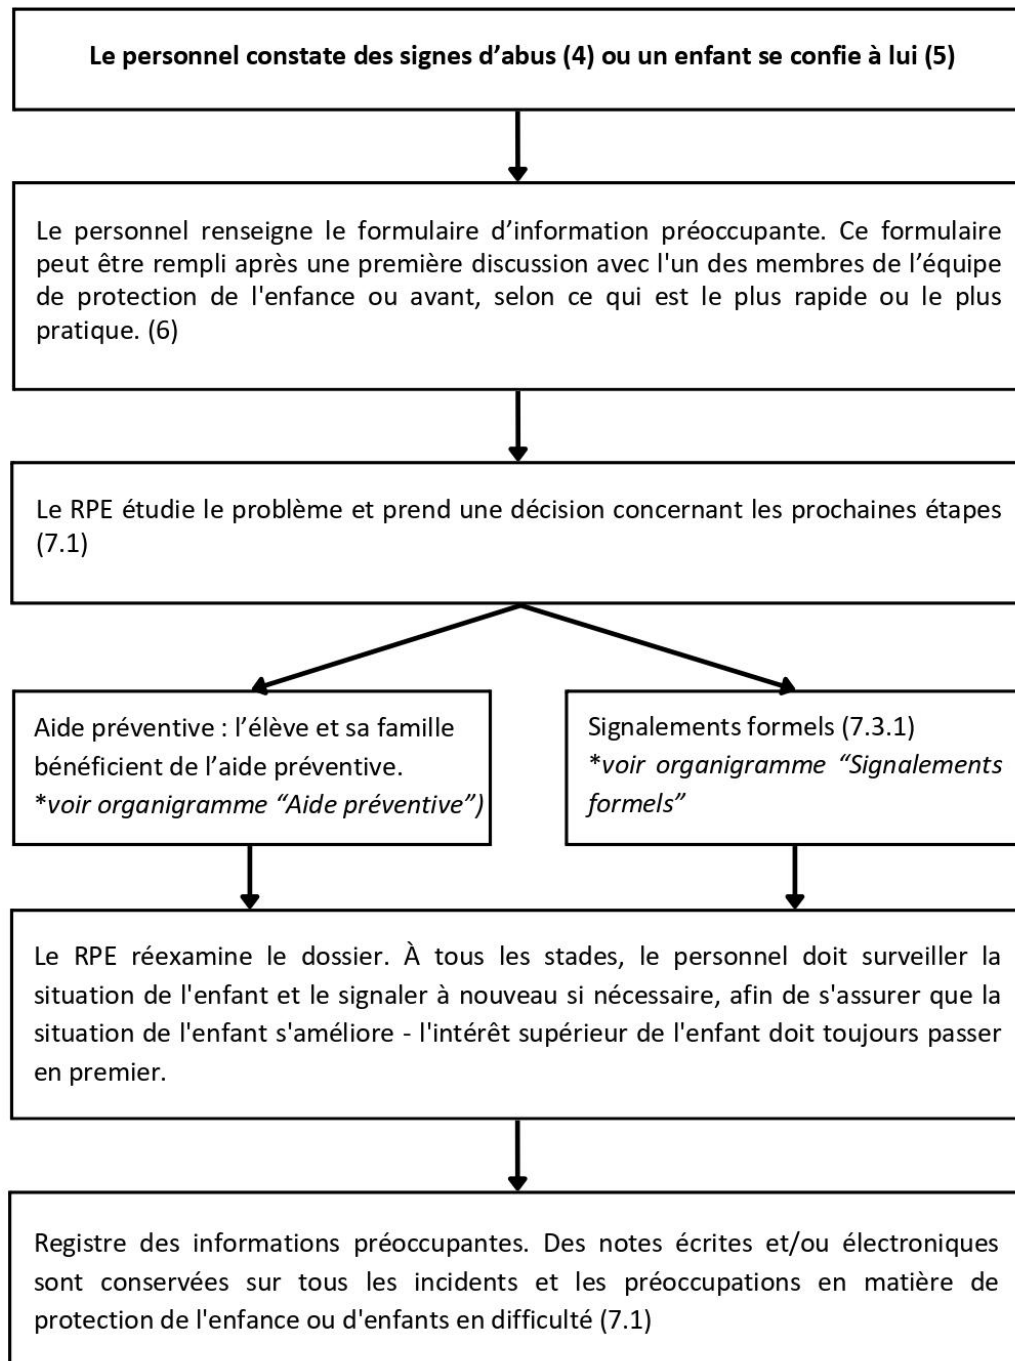 Le personnel constate des signes d’abus (4) ou un enfant se confie à lui (5)
Le personnel renseigne le formulaire d’information préoccupante. Ce formulaire
peut être rempli après une première discussion avec l'un des membres de l’équipe
de protection de l'enfance ou avant, selon ce qui est le plus rapide ou le plus
pratique. (6)
Le RPE étudie le problème et prend une décision concernant les prochaines étapes
(7.1)
Aide préventive : l’élève et sa famille
bénéficient de l’aide préventive.
*voir organigramme “Aide préventive”)
Signalements formels (7.3.1)
*voir organigramme “Signalements
formels”
Le RPE réexamine le dossier. À tous les stades, le personnel doit surveiller la
situation de l'enfant et le signaler à nouveau si nécessaire, afin de s'assurer que la
situation de l'enfant s'améliore - l'intérêt supérieur de l'enfant doit toujours passer
en premier.
Registre des informations préoccupantes. Des notes écrites et/ou électroniques
sont conservées sur tous les incidents et les préoccupations en matière de
protection de l'enfance ou d'enfants en difficulté (7.1)